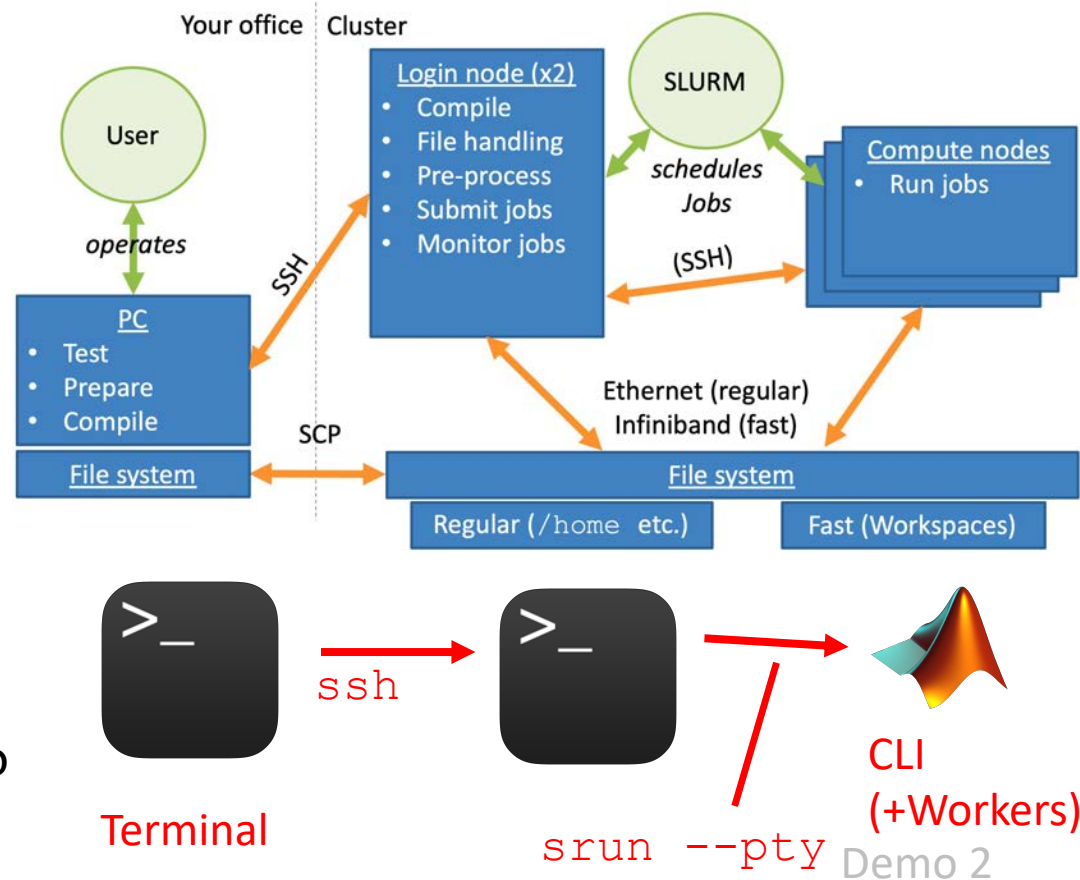 Your office
Cluster
User
operates
PC
• Test
• Prepare
• Compile
File system
SSH
SCP
Login node (x2)
• Compile
• File handling
• Pre-process
• Submit jobs
• Monitor jobs
SLURM
schedules
Jobs
(SSH)
Compute nodes
• Run jobs
Ethernet (regular)
Infiniband (fast)
File system
Regular (/home etc.)
Fast (Workspaces)
>_
ssh
>_
Terminal
srun --pty
CLI
(+Workers)
Demo 2